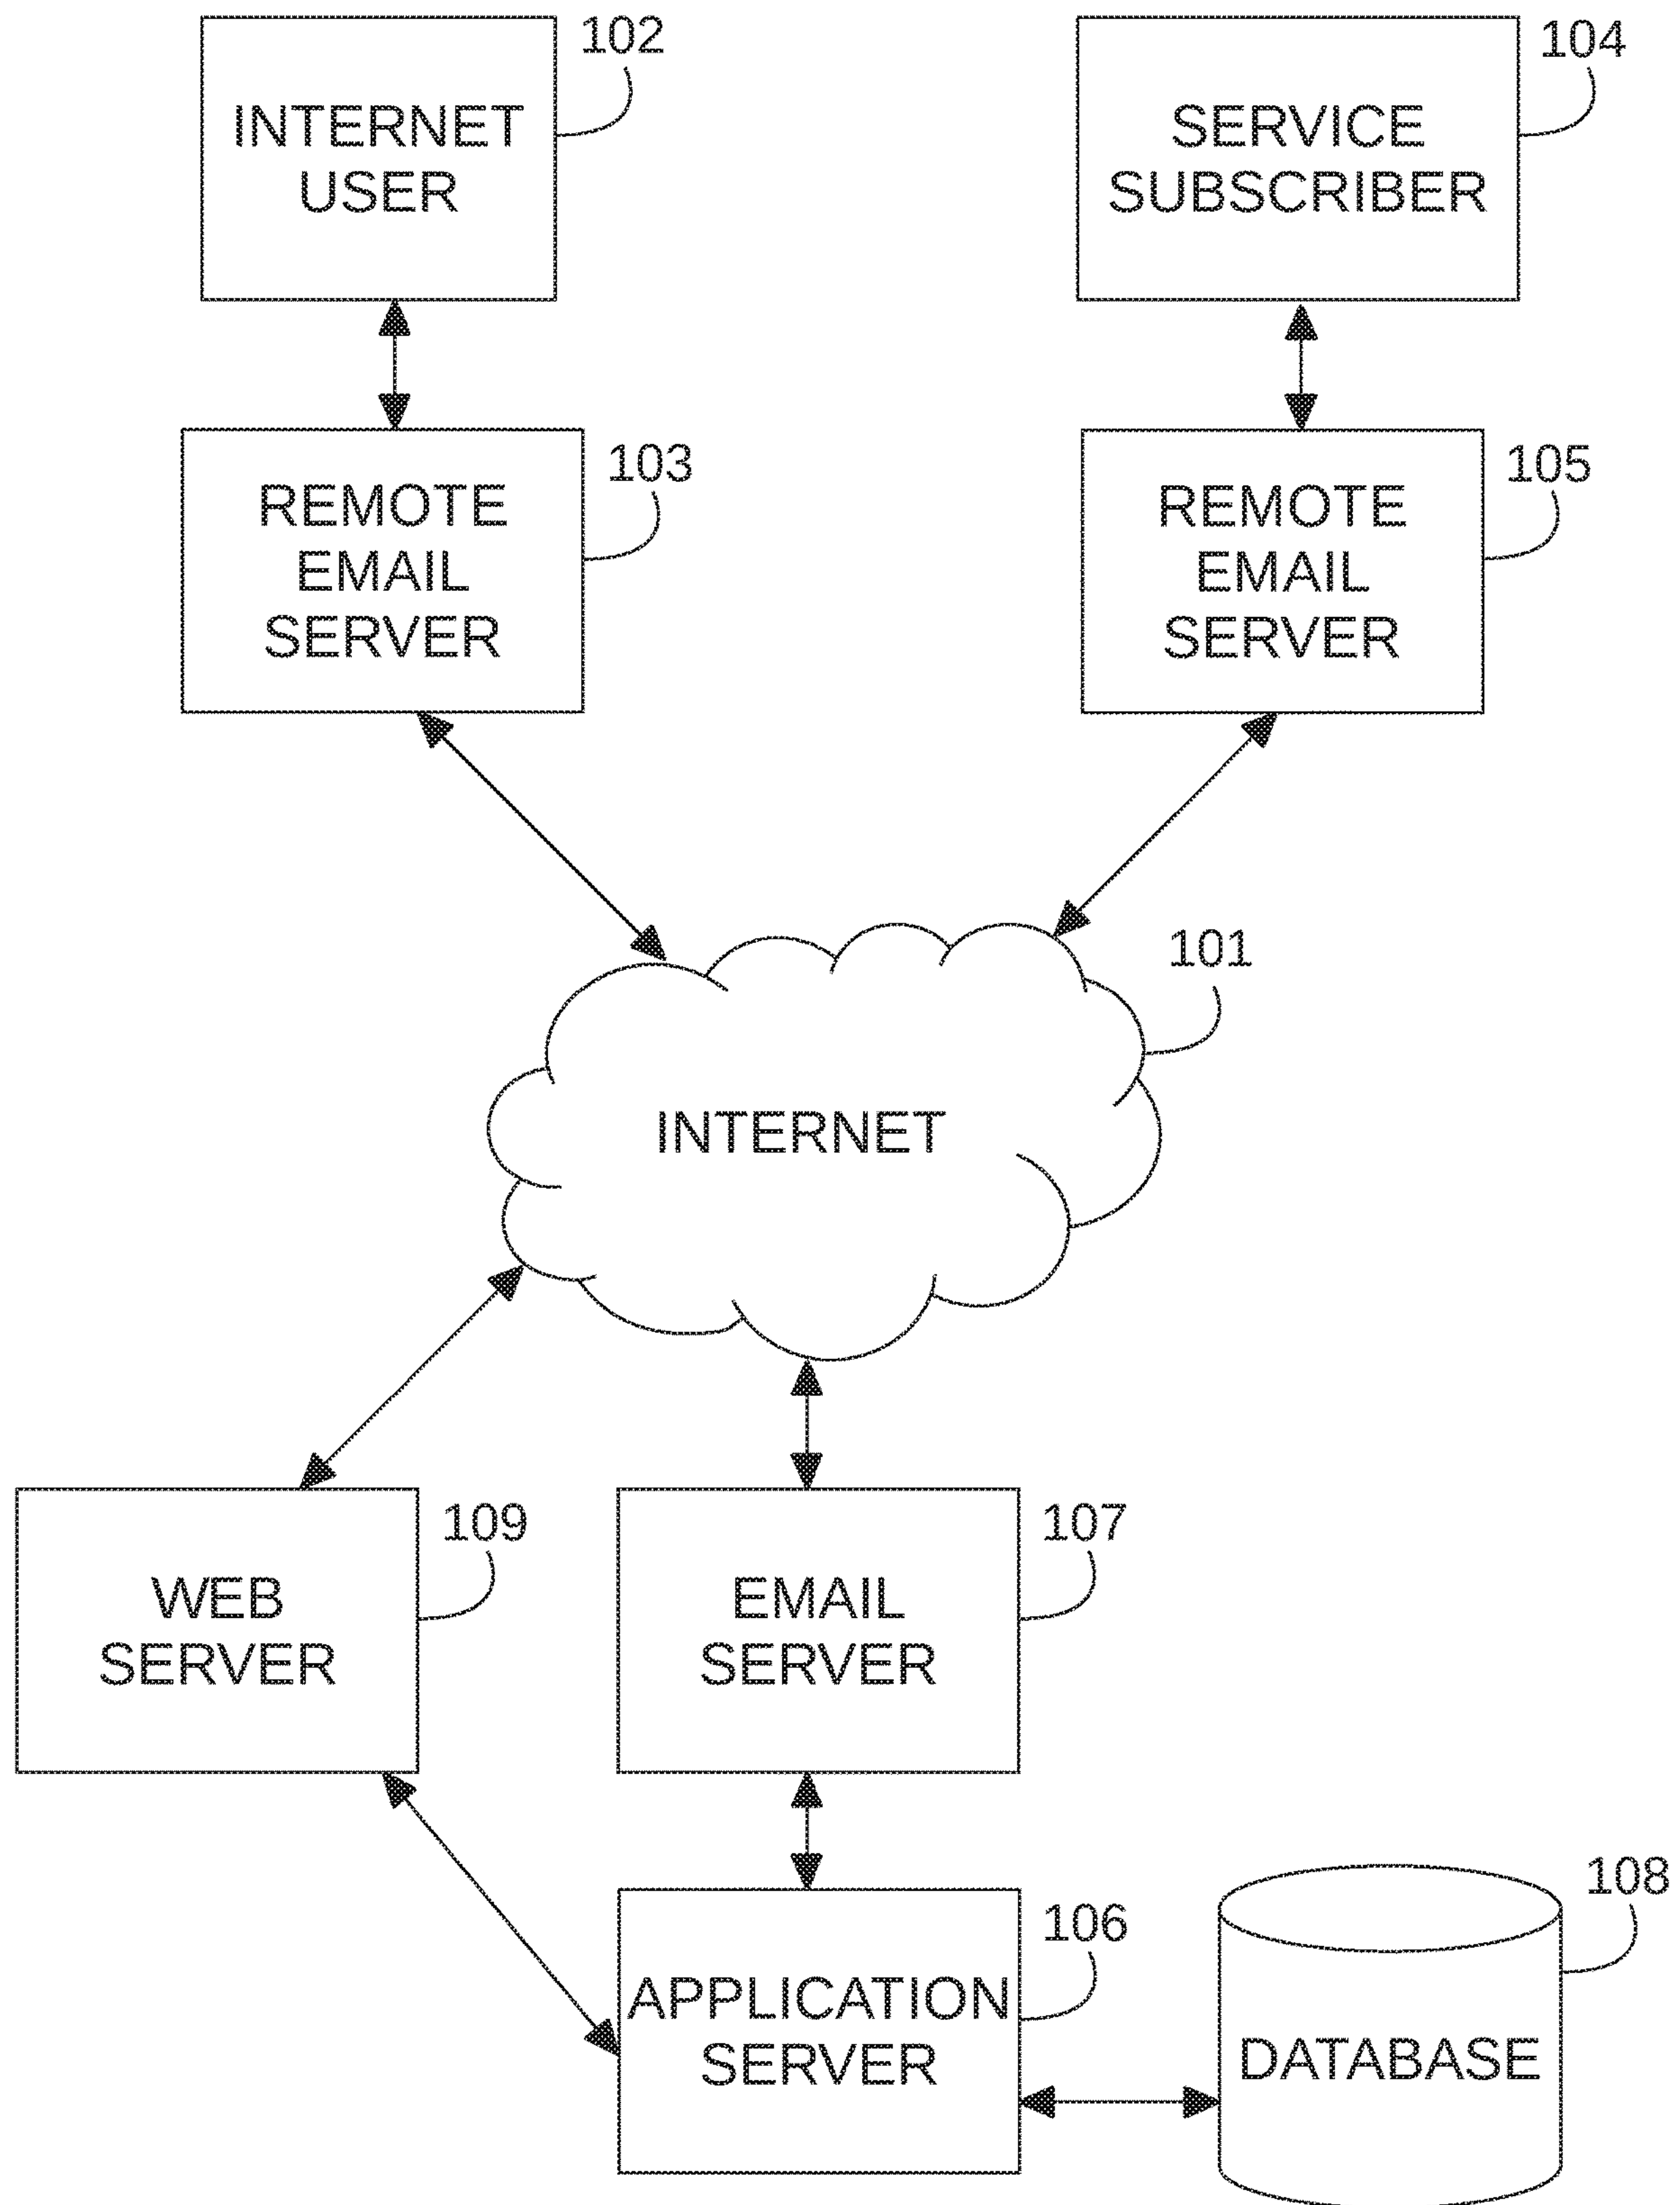 102
INTERNET
USER
104
SERVICE
SUBSCRIBER
103
REMOTE
EMAIL
SERVER
105
REMOTE
EMAIL
SERVER
101
INTERNET
109
WEB
SERVER
107
EMAIL
SERVER
106
APPLICATION
SERVER
108
DATABASE